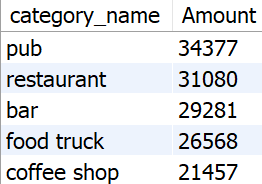 category_name Amount
pub 34377
restaurant 31080
bar 29281
food truck 26568
coffee shop 21457